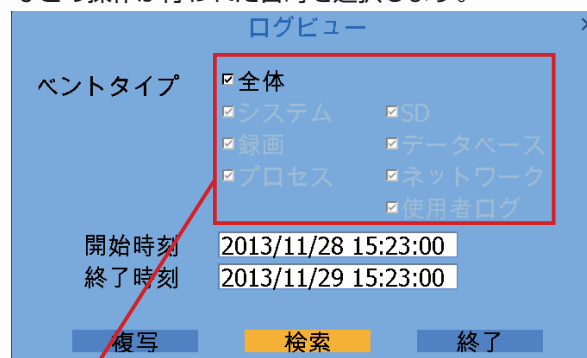 ログビュー
ベントタイプ
全体
システム
SD
録画
データベース
プロセス
ネットワーク
使用者ログ
開始時刻 2013/11/28 15:23:00
終了時刻 2013/11/29 15:23:00
複写 検索 終了